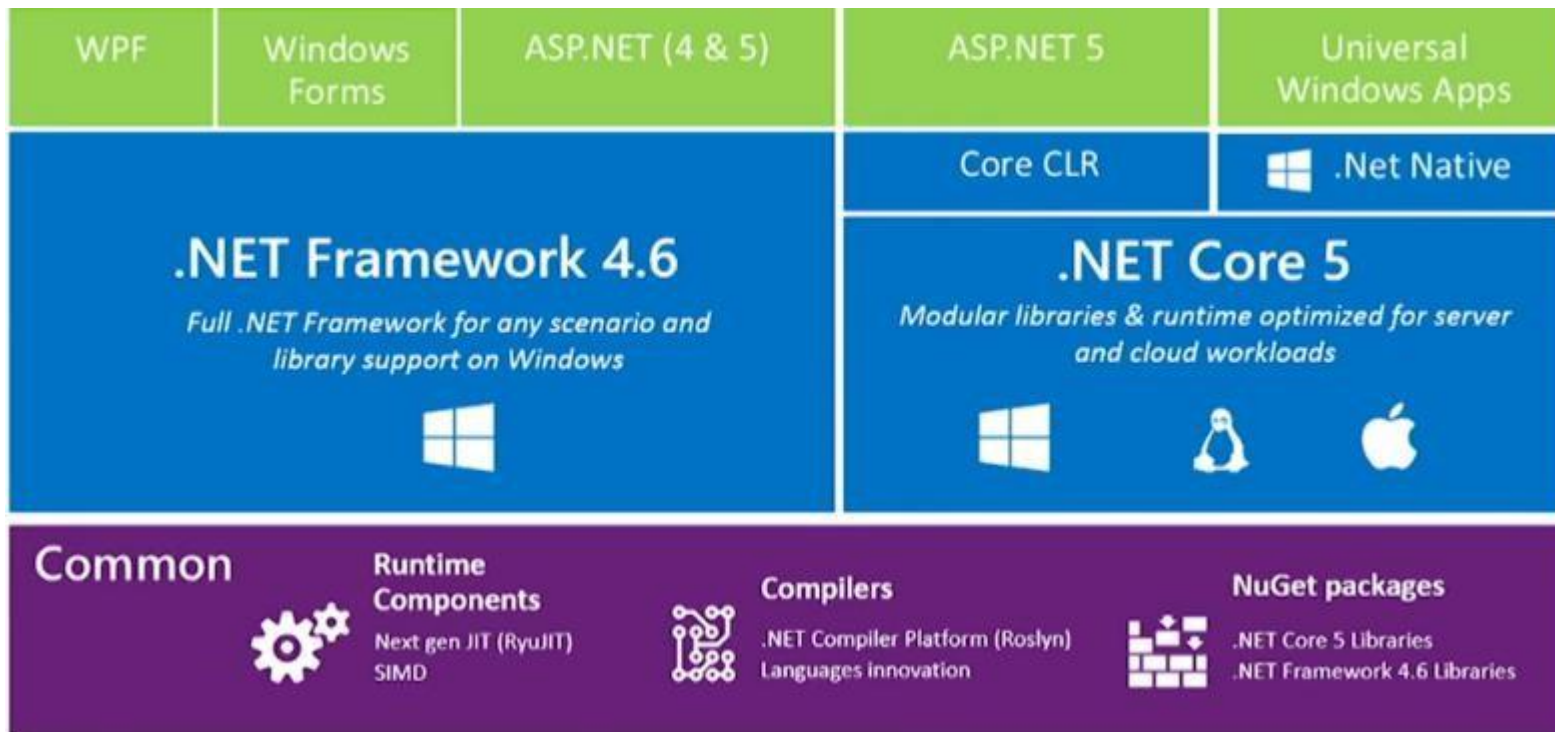 WPF
Windows
Forms
ASP.NET (4 & 5)
ASP.NET 5
Universal
Windows Apps
Core CLR
.Net Native
.NET Framework 4.6
Full .NET Framework for any scenario and
library support on Windows
.NET Core 5
Modular libraries & runtime optimized for server
and cloud workloads
Common
Runtime
Components
Next gen JIT (RyuJIT)
SIMD
Compilers
.NET Compiler Platform (Roslyn)
Languages innovation
NuGet packages
.NET Core 5 Libraries
.NET Framework 4.6 Libraries